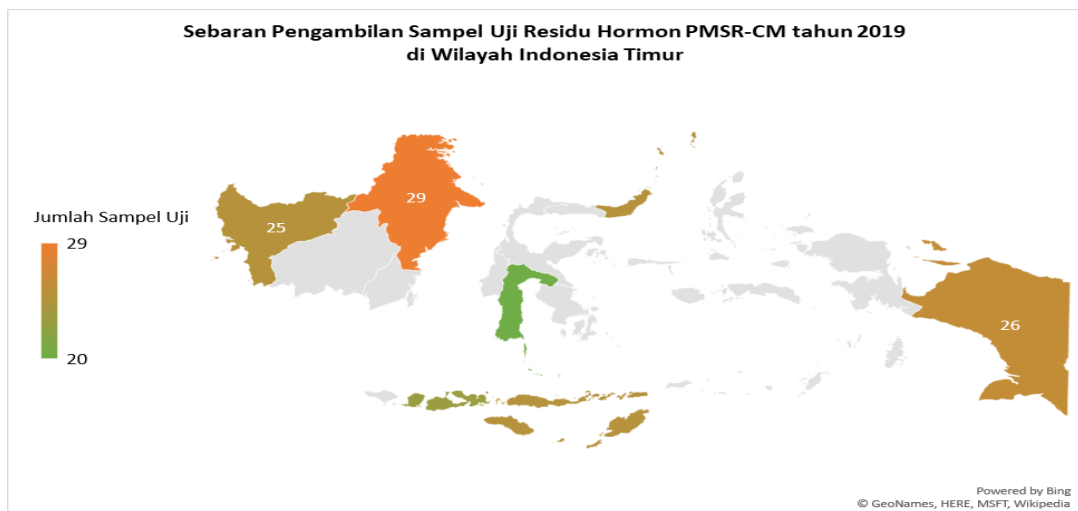 Sebaran Pengambilan Sampel Uji Residu Hormon PMSR-CM tahun 2019
di Wilayah Indonesia Timur
Jumlah Sampel Uji
29
20
25
29
26
Powered by Bing
© GeoNames, HERE, MSFT, Wikipedia